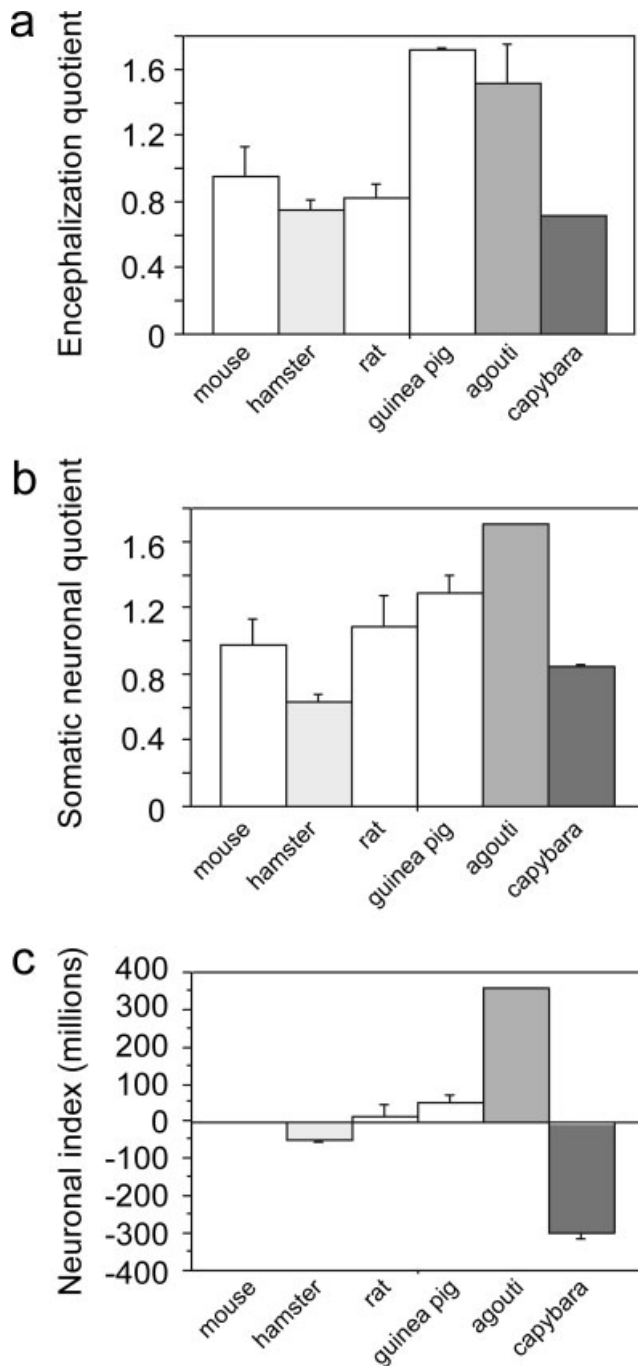 a
Encephalization quotient
1.6
1.2
0.8
0.4
0
mouse
hamster
rat
guinea pig
agouti
capybara
b
Somatic neuronal quotient
1.6
1.2
0.8
0.4
0
mouse
hamster
rat
guinea pig
agouti
capybara
c
Neuronal index (millions)
400
300
200
100
0
-100
-200
-300
-400
mouse
hamster
rat
guinea pig
agouti
capybara